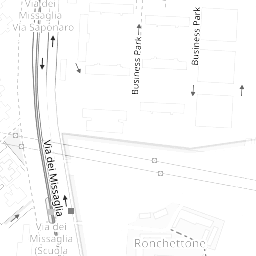 Via dei
Missaglia
Via Saponaro
Business Park
Business Park
Via dei Missaglia
Via dei
Missaglia
(Scuola
Ronchettone